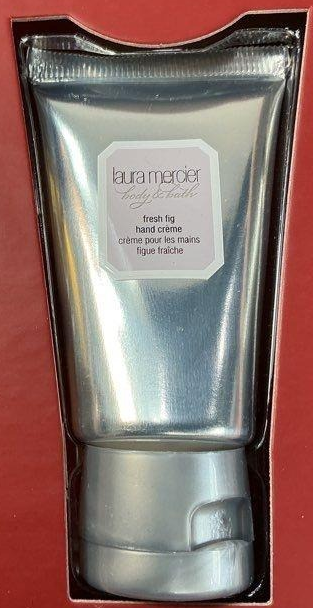 laura mercier
body & bath
fresh fig
hand crème
crème pour les mains
figue fraîche